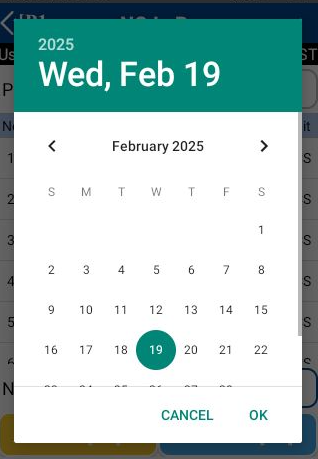 2025
Wed, Feb 19
February 2025
S M T W T F S
1
2 3 4 5 6 7 8
9 10 11 12 13 14 15
16 17 18 19 20 21 22
CANCEL OK